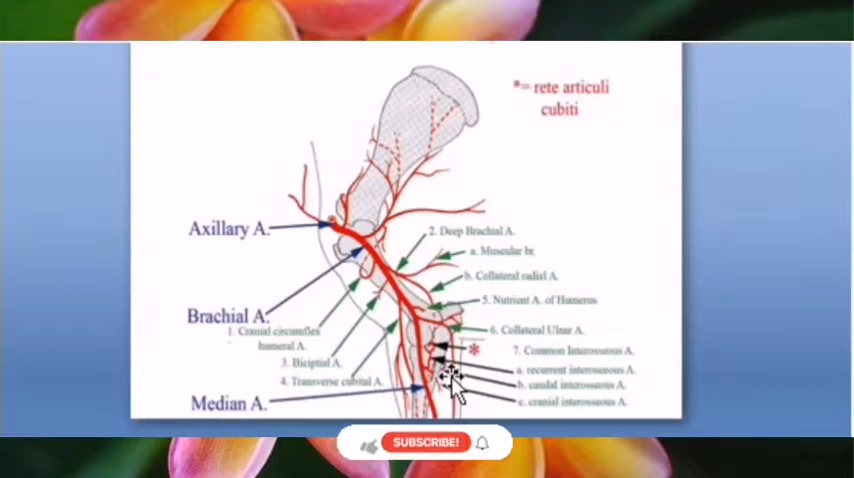 *= rete articuli
cubiti
Axillary A.
2. Deep Brachial A.
a. Muscular br.
b. Collateral radial A.
5. Nutrient A. of Humerus
Brachial A.
1. Cranial circumflex
humeral A.
6. Collateral Ulnar A.
*
7. Common Interosseous A.
3. Bicipital A.
a. recurrent interosseous A.
4. Transverse cubital A.
b. caudal interosseous A.
c. cranial interosseous A.
Median A.
SUBSCRIBE!